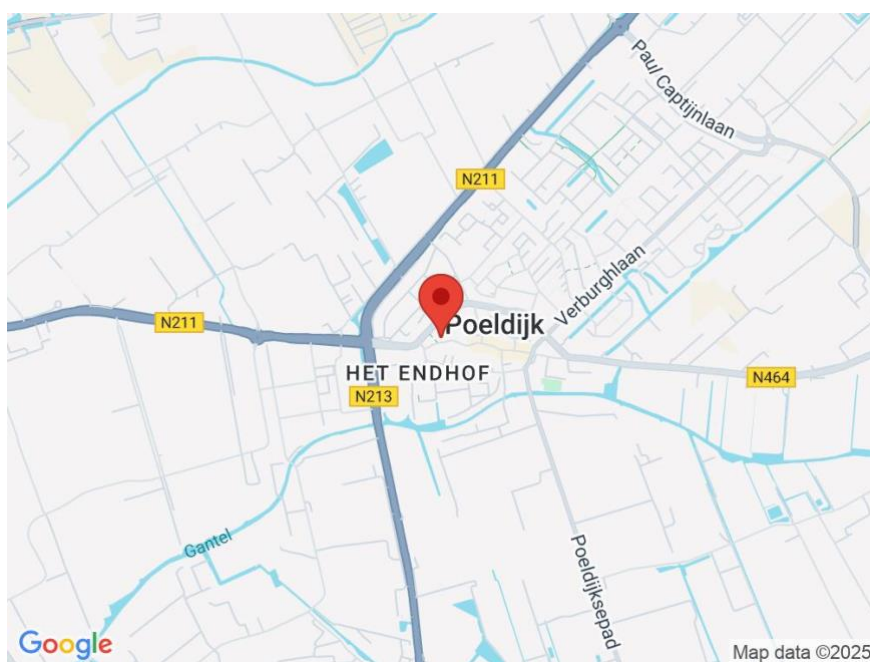 Paul Captijnlaan
N211
Verburghlaan
Poeldijk
N211
HET ENDHOF
N464
N213
Gantel
Poeldijksepad
Google
Map data ©2025